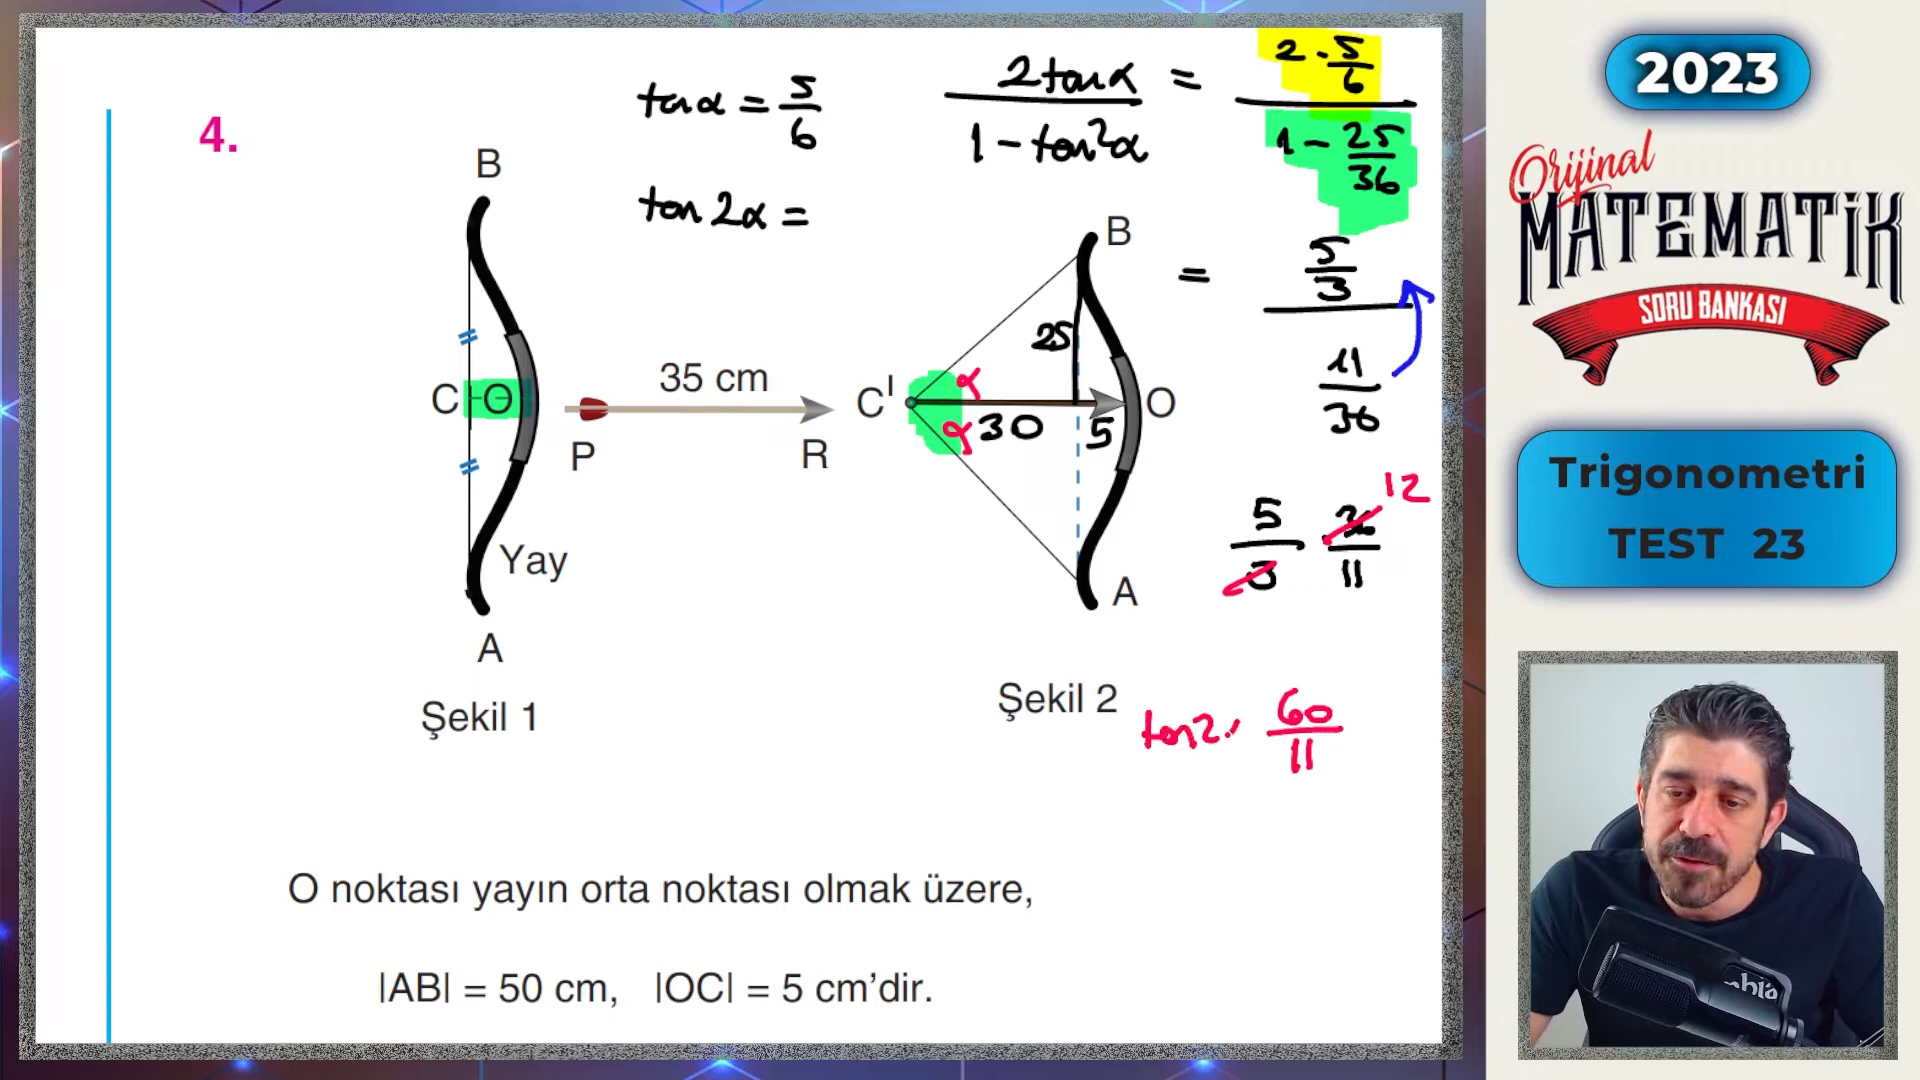 4.
tanα = 5/6
2tanα / 1 - tan²α = 2 · 5/6 / 1 - 25/36
tan 2α =
= 5/3 / 11/36
5/3 36/11 12
tan2. 60/11
B
C O
35 cm
P
R
Yay
A
Şekil 1
B
25
C' α
α 30 5
O
A
Şekil 2
O noktası yayın orta noktası olmak üzere,
|AB| = 50 cm, |OC| = 5 cm’dir.
2023
Orijinal
MATEMATİK
SORU BANKASI
Trigonometri
TEST 23